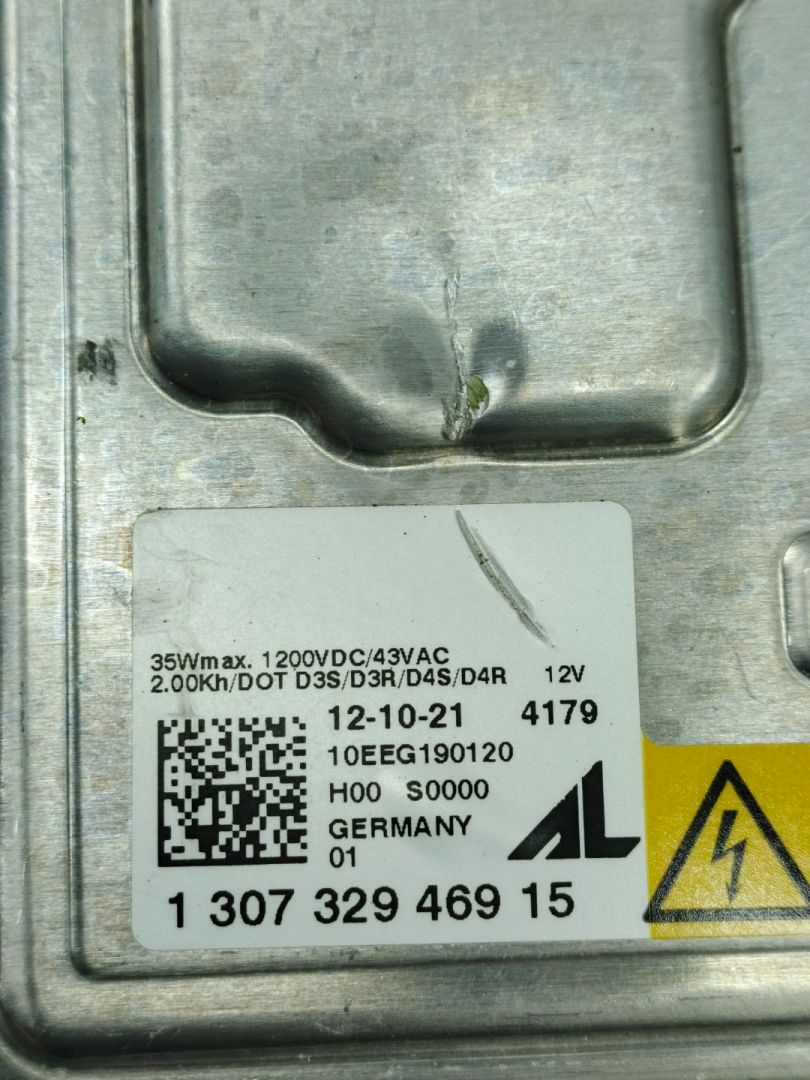 35Wmax. 1200VDC/43VAC
2.00Kh/DOT D3S/D3R/D4S/D4R 12V
12-10-21 4179
10EEG190120
H00 S0000
GERMANY
01
AL
1 307 329 469 15